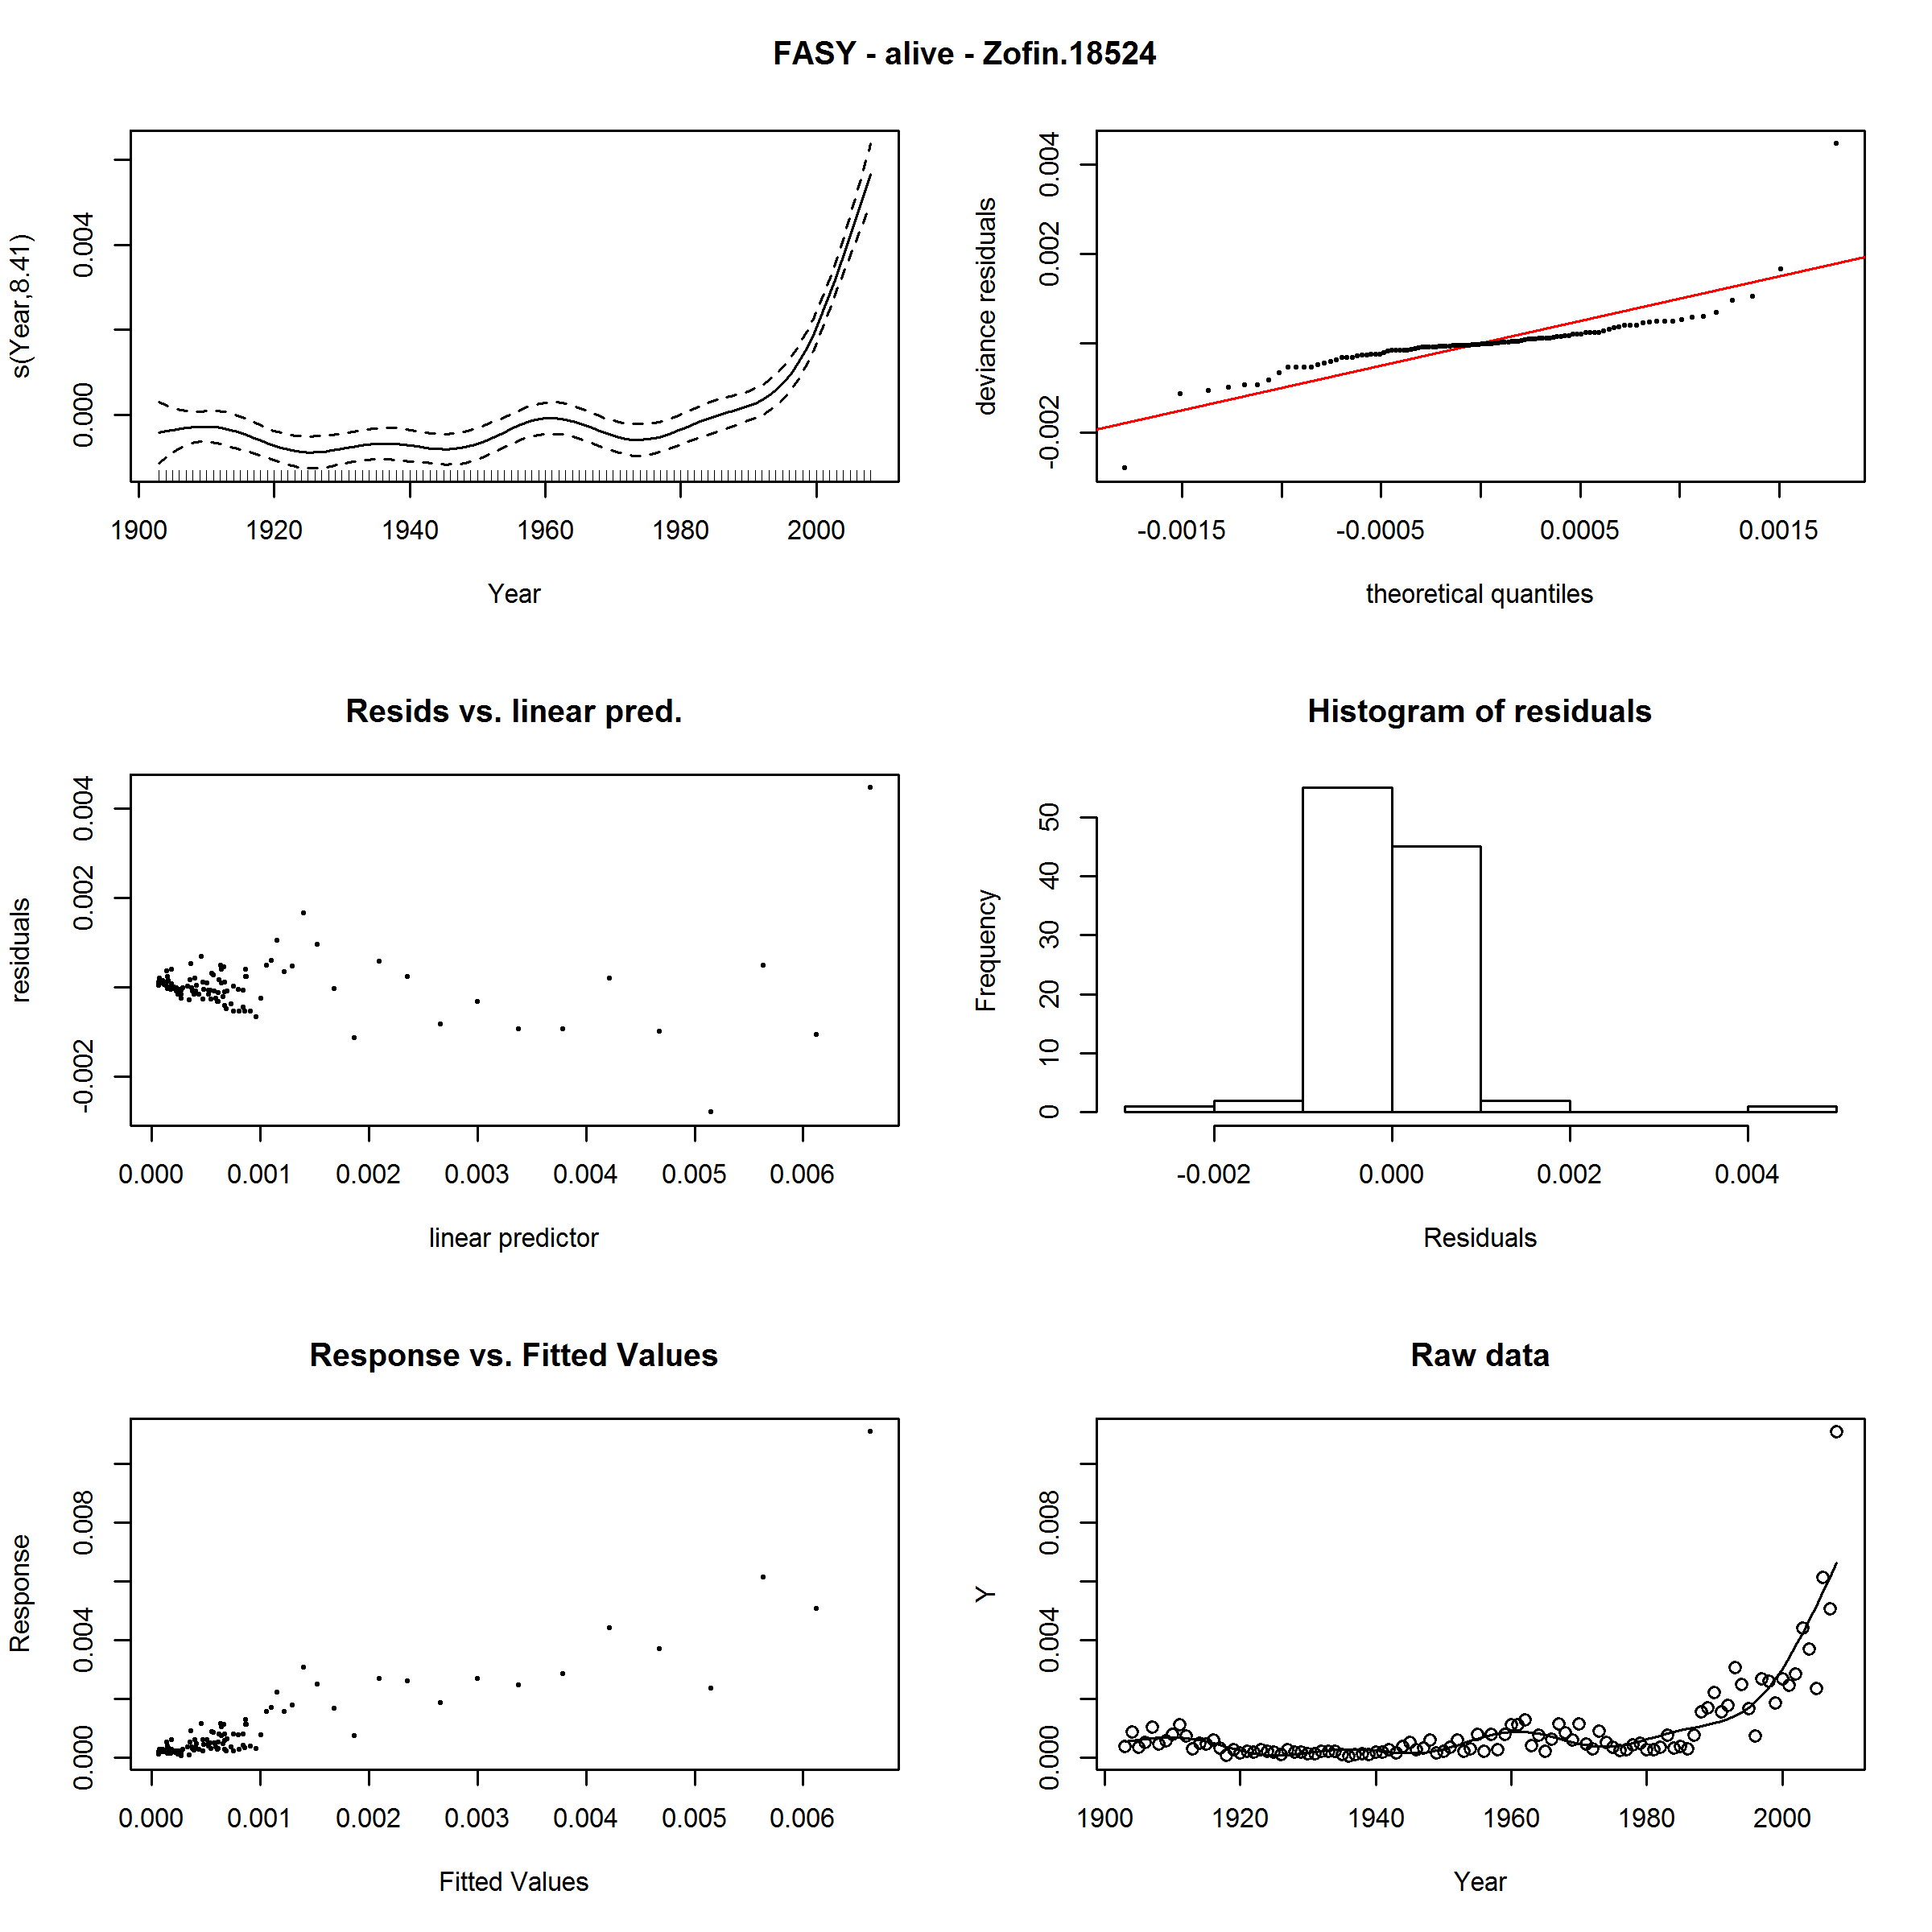 FASY - alive - Zofin.18524
s(Year,8.41)
0.000 0.004
1900 1920 1940 1960 1980 2000
Year
deviance residuals
-0.002 0.002 0.004
-0.0015 -0.0005 0.0005 0.0015
theoretical quantiles
Resids vs. linear pred.
residuals
-0.002 0.002 0.004
0.000 0.001 0.002 0.003 0.004 0.005 0.006
linear predictor
Histogram of residuals
Frequency
0 10 20 30 40 50
-0.002 0.000 0.002 0.004
Residuals
Response vs. Fitted Values
Response
0.000 0.004 0.008
0.000 0.001 0.002 0.003 0.004 0.005 0.006
Fitted Values
Raw data
Y
0.000 0.004 0.008
1900 1920 1940 1960 1980 2000
Year